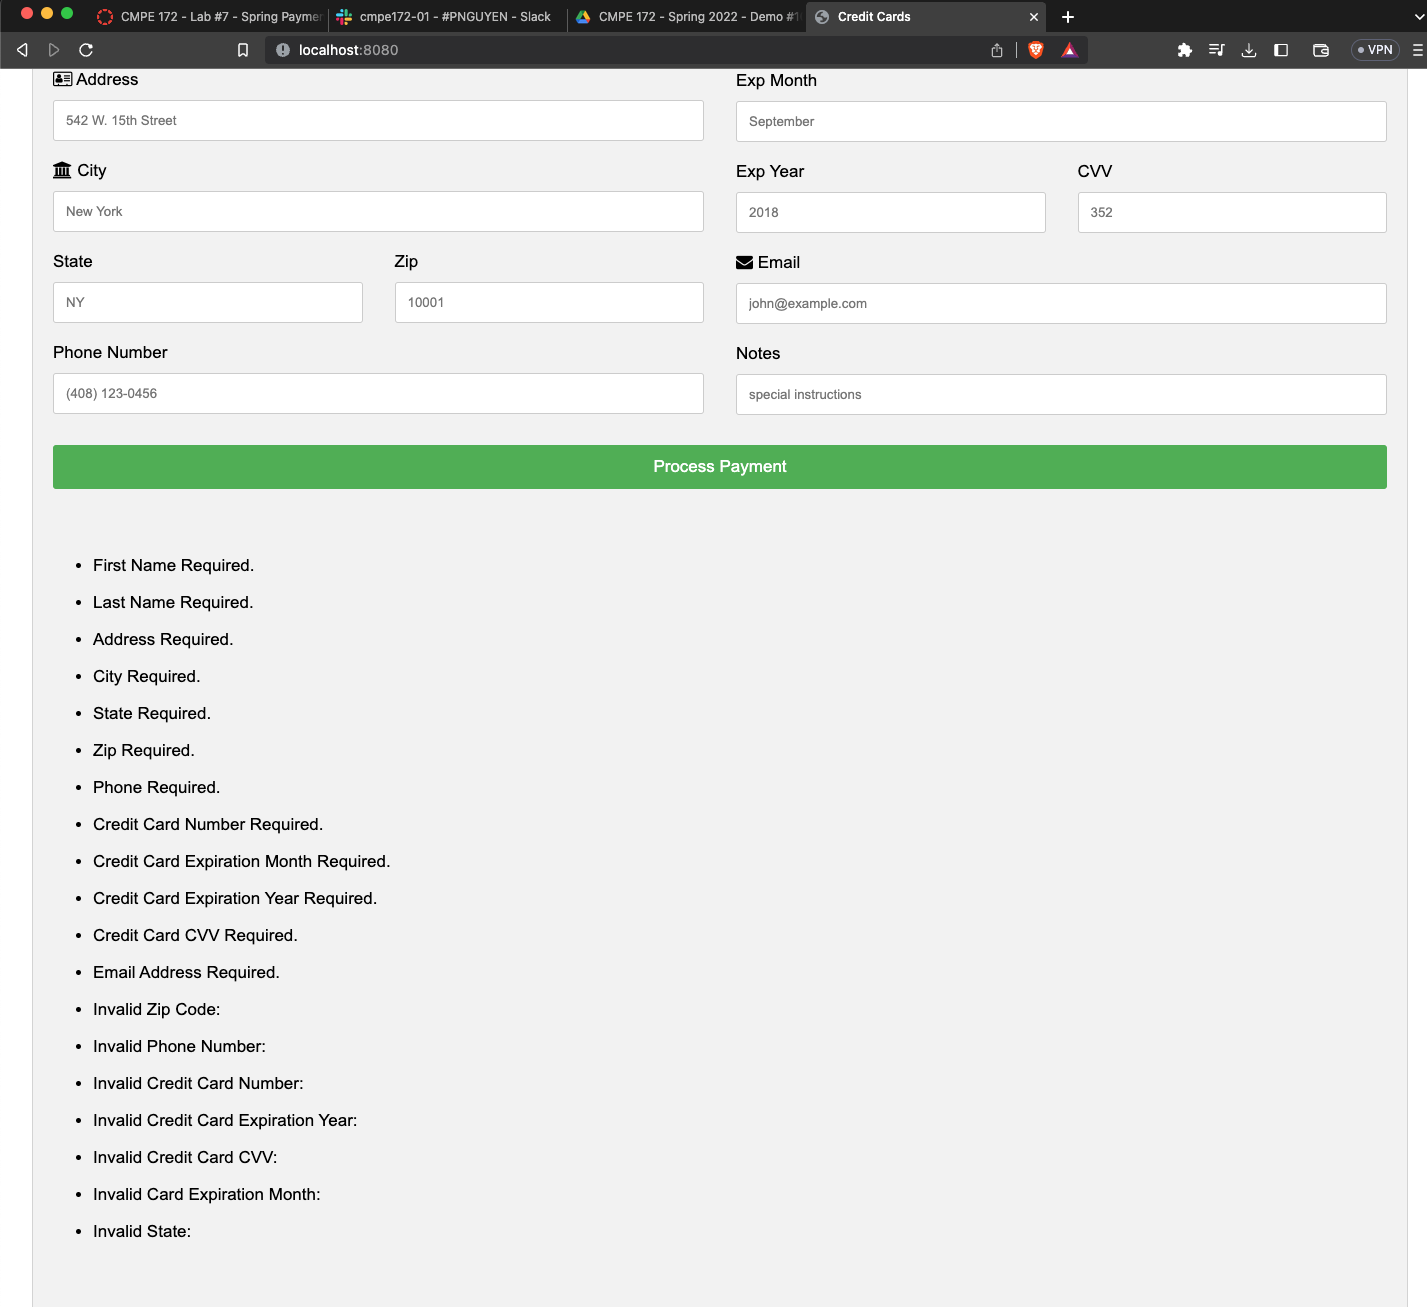 CMPE 172 - Lab #7 - Spring Paymer
cmpe172-01 - #PNGUYEN - Slack
CMPE 172 - Spring 2022 - Demo #1
Credit Cards
localhost:8080
VPN
Address
Exp Month
542 W. 15th Street
September
City
Exp Year
CVV
New York
2018
352
State
Zip
Email
NY
10001
john@example.com
Phone Number
Notes
(408) 123-0456
special instructions
Process Payment
• First Name Required.
• Last Name Required.
• Address Required.
• City Required.
• State Required.
• Zip Required.
• Phone Required.
• Credit Card Number Required.
• Credit Card Expiration Month Required.
• Credit Card Expiration Year Required.
• Credit Card CVV Required.
• Email Address Required.
• Invalid Zip Code:
• Invalid Phone Number:
• Invalid Credit Card Number:
• Invalid Credit Card Expiration Year:
• Invalid Credit Card CVV:
• Invalid Card Expiration Month:
• Invalid State: